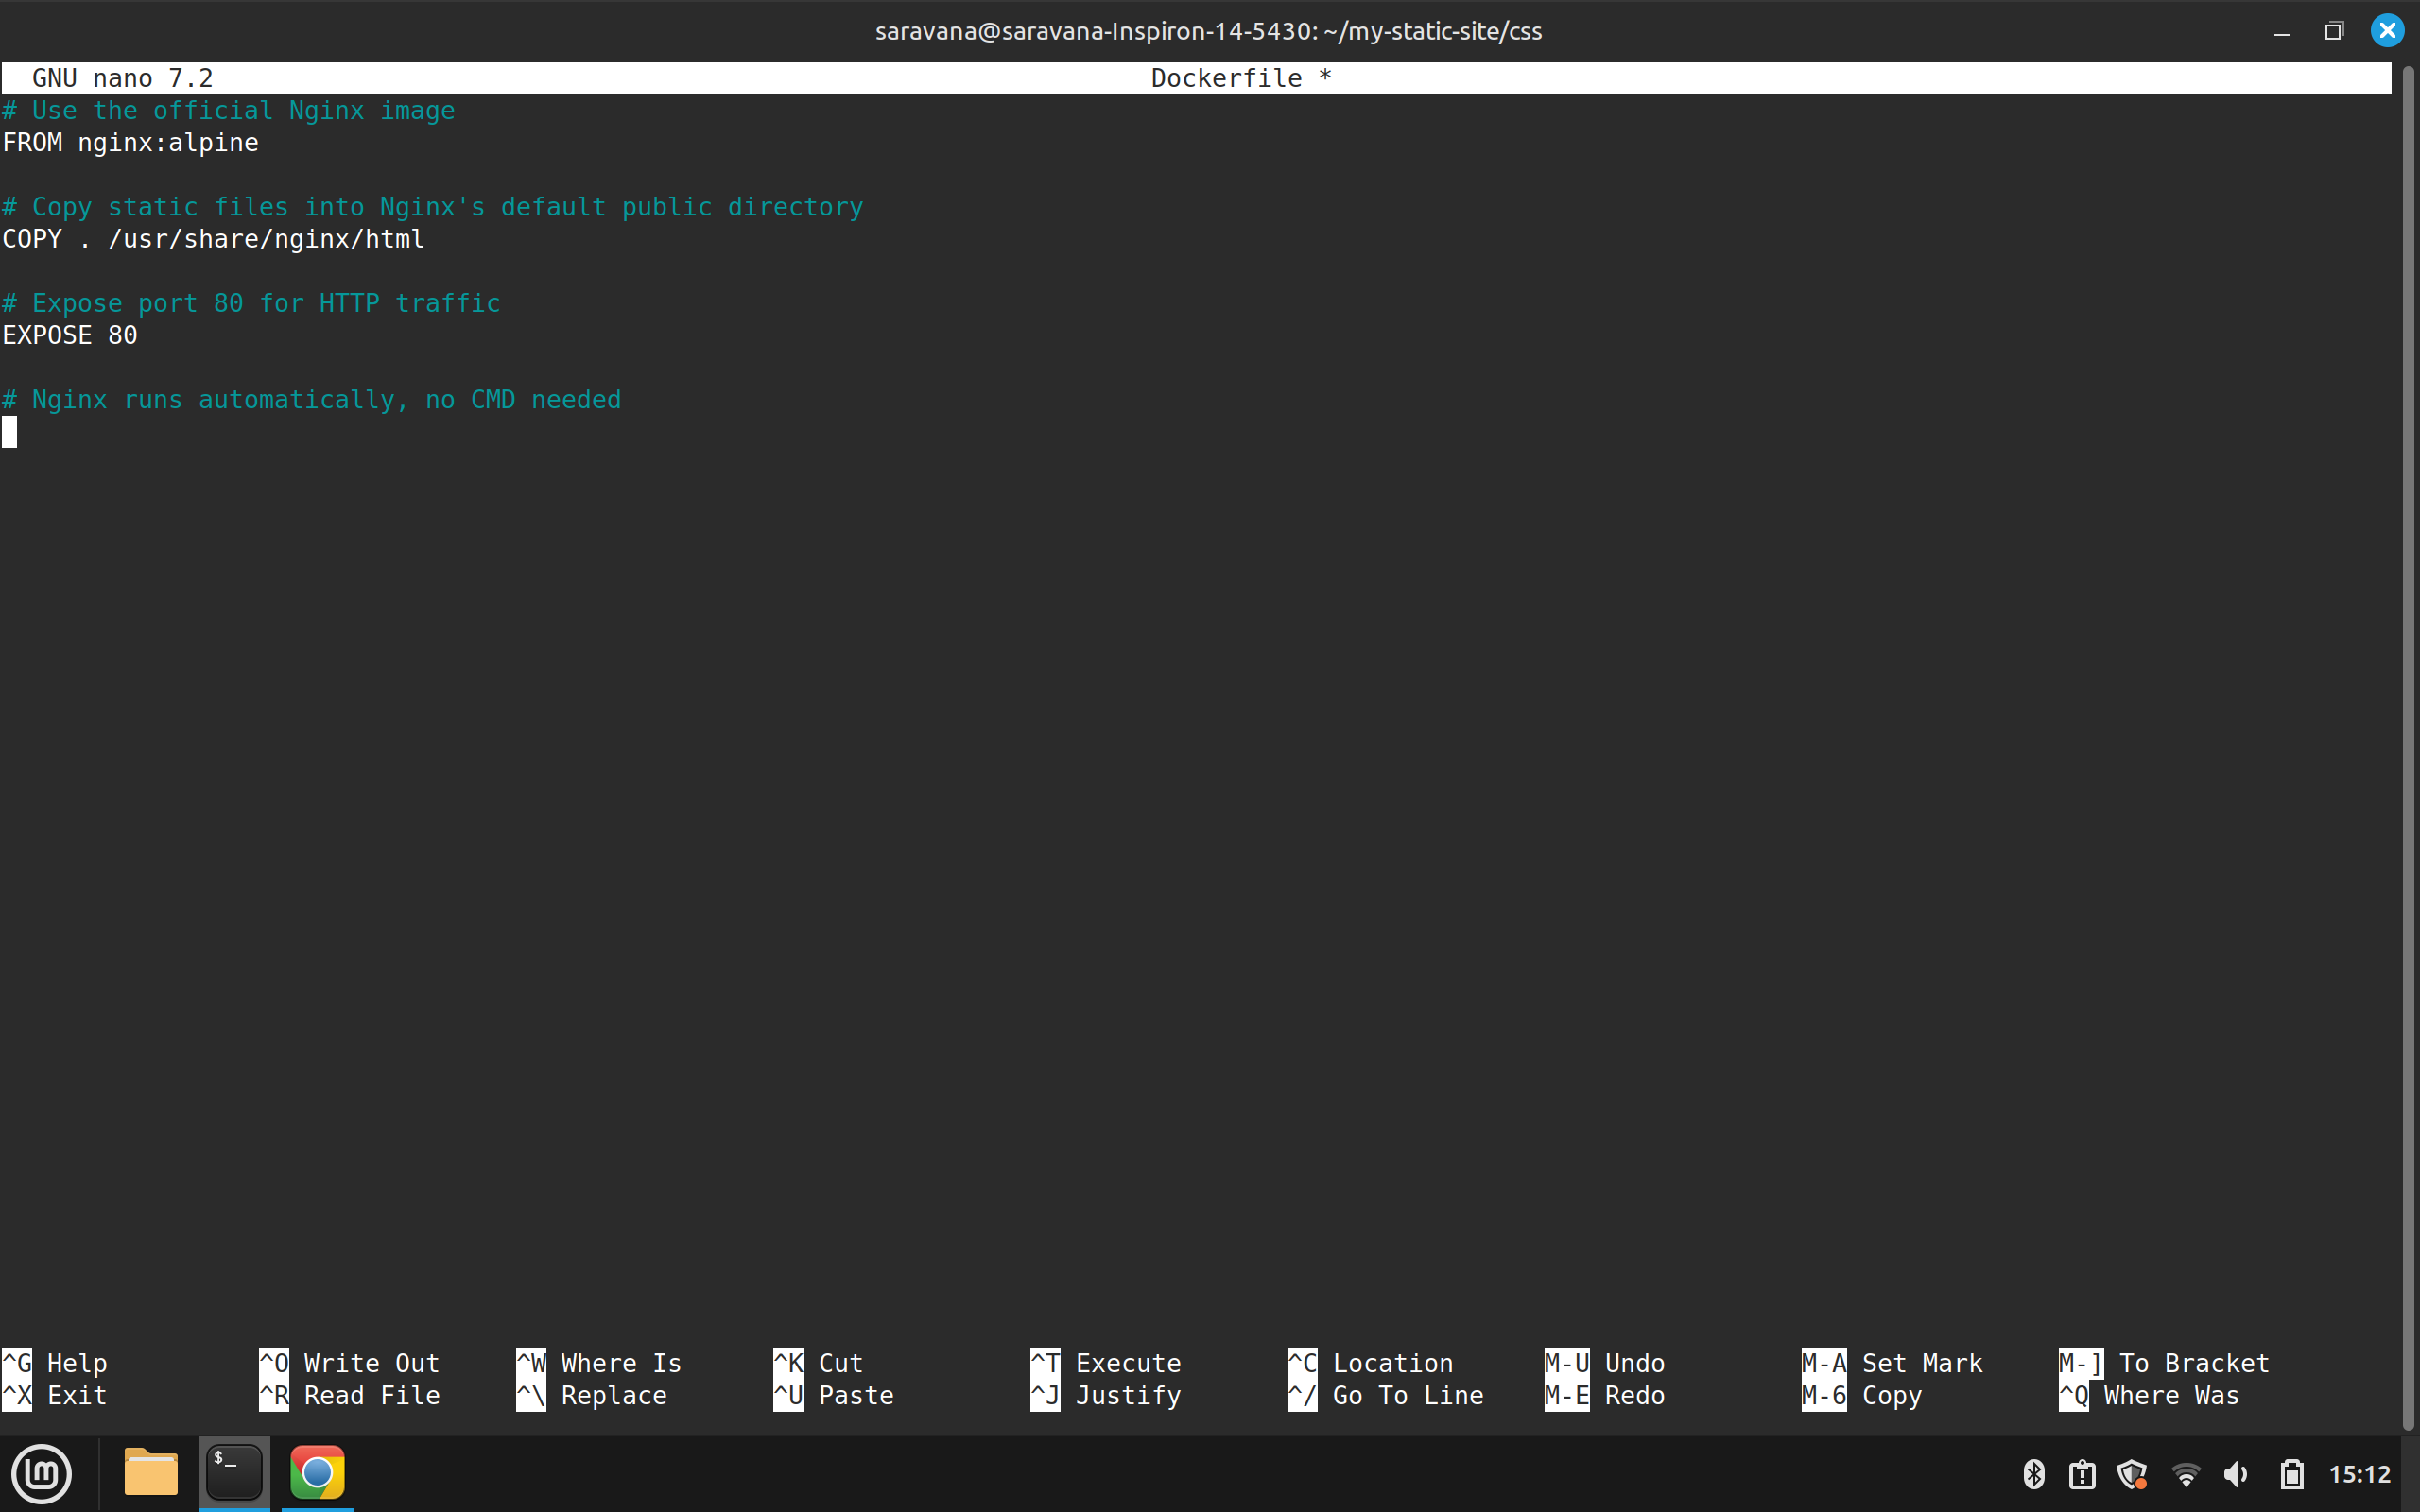 saravana@saravana-Inspiron-14-5430: ~/my-static-site/css
GNU nano 7.2 Dockerfile *
# Use the official Nginx image
FROM nginx:alpine
# Copy static files into Nginx's default public directory
COPY . /usr/share/nginx/html
# Expose port 80 for HTTP traffic
EXPOSE 80
# Nginx runs automatically, no CMD needed
^G Help ^O Write Out ^W Where Is ^K Cut ^T Execute ^C Location M-U Undo M-A Set Mark M-] To Bracket
^X Exit ^R Read File ^\ Replace ^U Paste ^J Justify ^/ Go To Line M-E Redo M-6 Copy ^Q Where Was
$_
15:12